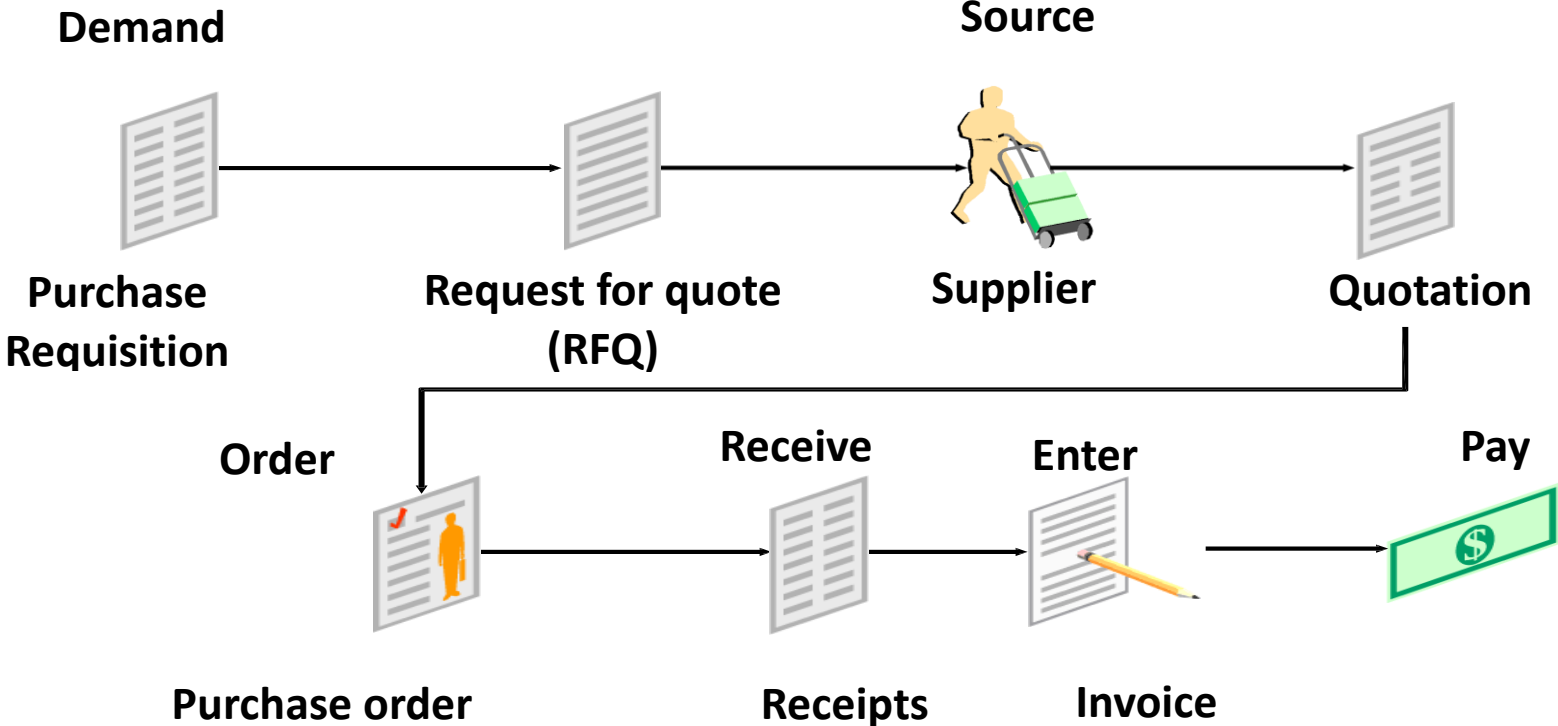 Demand
Source
Purchase
Requisition
Request for quote
(RFQ)
Supplier
Quotation
Order
Receive
Enter
Pay
$
Purchase order
Receipts
Invoice